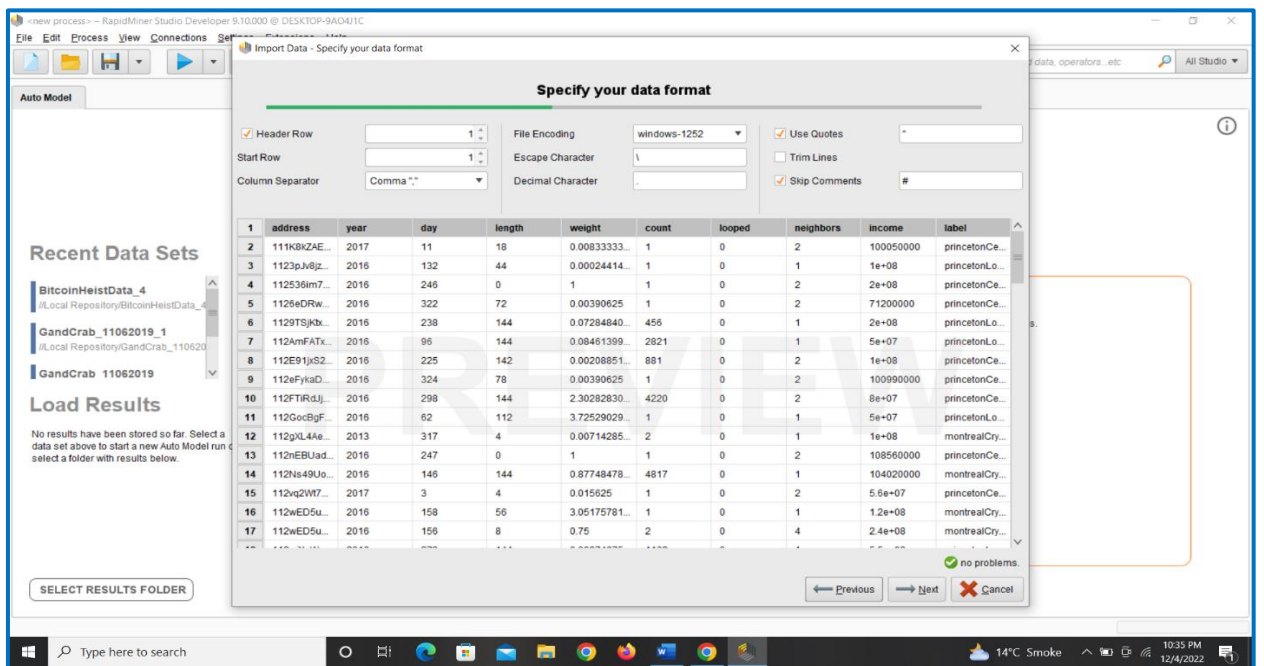 <new process> – RapidMiner Studio Developer 9.10.000 @ DESKTOP-9AO4J1C
File Edit Process View Connections
Import Data - Specify your data format
data, operators...etc
All Studio
Auto Model
Specify your data format
Header Row 1 File Encoding windows-1252 Use Quotes "
Start Row 1 Escape Character \ Trim Lines
Column Separator Comma "," Decimal Character . Skip Comments #
1 address year day length weight count looped neighbors income label
2 111K8kZAE... 2017 11 18 0.00833333... 1 0 2 100050000 princetonCe...
3 1123pJv8jz... 2016 132 44 0.00024414... 1 0 1 1e+08 princetonLo...
4 112536im7... 2016 246 0 1 1 0 2 2e+08 princetonCe...
5 1126eDRw... 2016 322 72 0.00390625 1 0 2 71200000 princetonCe...
6 1129TSjKtx... 2016 238 144 0.07284840... 456 0 1 2e+08 princetonLo...
7 112AmFATx... 2016 96 144 0.08461399... 2821 0 1 5e+07 princetonLo...
8 112E91jxS2... 2016 225 142 0.00208851... 881 0 2 1e+08 princetonCe...
9 112eFykaD... 2016 324 78 0.00390625 1 0 2 100990000 princetonCe...
10 112FTiRdJj... 2016 298 144 2.30282830... 4220 0 2 8e+07 princetonCe...
11 112GocBgF... 2016 62 112 3.72529029... 1 0 1 5e+07 princetonLo...
12 112gXL4Ae... 2013 317 4 0.00714285... 2 0 1 1e+08 montrealCry...
13 112nEBUad... 2016 247 0 1 1 0 2 108560000 princetonCe...
14 112Ns49Uo... 2016 146 144 0.87748478... 4817 0 1 104020000 montrealCry...
15 112vq2Wt7... 2017 3 4 0.015625 1 0 2 5.6e+07 princetonCe...
16 112wED5u... 2016 158 56 3.05175781... 1 0 1 1.2e+08 montrealCry...
17 112wED5u... 2016 156 8 0.75 2 0 4 2.4e+08 montrealCry...
PREVIEW
Recent Data Sets
BitcoinHeistData_4
//Local Repository/BitcoinHeistData_4
GandCrab_11062019_1
//Local Repository/GandCrab_110620
GandCrab 11062019
Load Results
No results have been stored so far. Select a
data set above to start a new Auto Model run
select a folder with results below.
s.
no problems.
SELECT RESULTS FOLDER
Previous Next Cancel
Type here to search
14°C Smoke
10:35 PM
12/4/2022